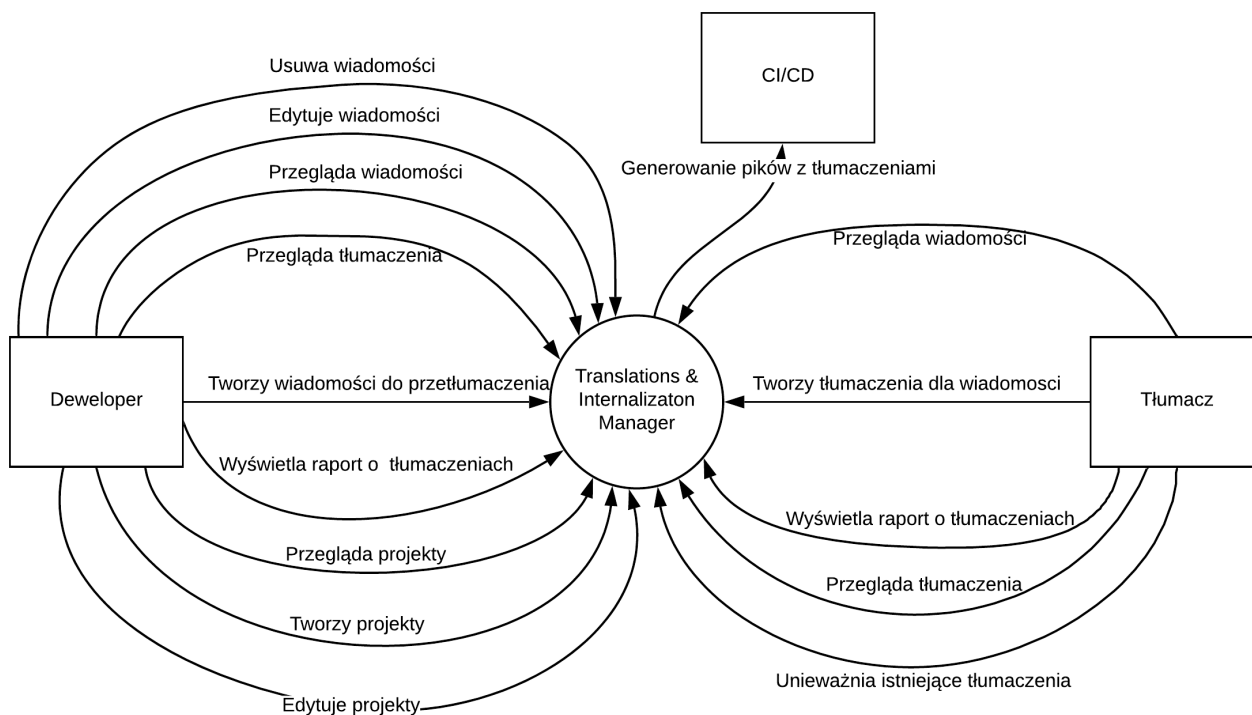 Usuwa wiadomości
CI/CD
Edytuje wiadomości
Przegląda wiadomości
Generowanie pików z tłumaczeniami
Przegląda tłumaczenia
Przegląda wiadomości
Deweloper
Tworzy wiadomości do przetłumaczenia
Translations &
Internalizaton
Manager
Tworzy tłumaczenia dla wiadomosci
Tłumacz
Wyświetla raport o  tłumaczeniach
Wyświetla raport o tłumaczeniach
Przegląda projekty
Przegląda tłumaczenia
Tworzy projekty
Unieważnia istniejące tłumaczenia
Edytuje projekty